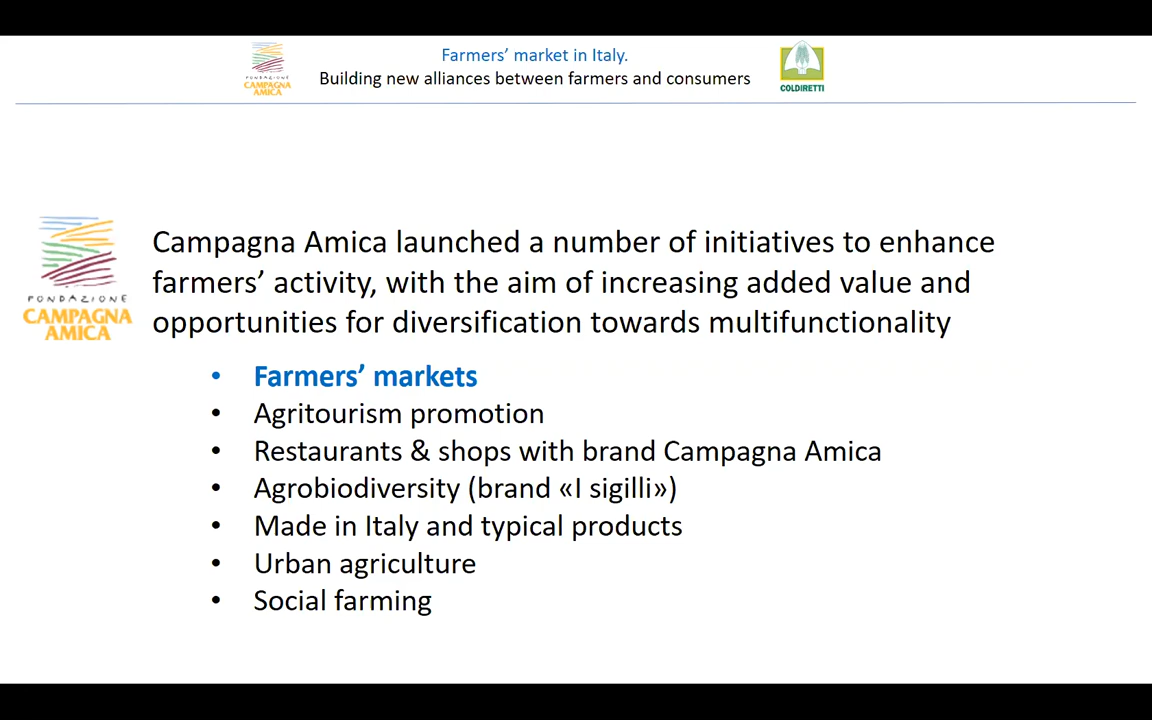 FONDAZIONE
CAMPAGNA
AMICA
Farmers’ market in Italy.
Building new alliances between farmers and consumers
COLDIRETTI
FONDAZIONE
CAMPAGNA
AMICA
Campagna Amica launched a number of initiatives to enhance
farmers’ activity, with the aim of increasing added value and
opportunities for diversification towards multifunctionality
• Farmers’ markets
• Agritourism promotion
• Restaurants & shops with brand Campagna Amica
• Agrobiodiversity (brand «I sigilli»)
• Made in Italy and typical products
• Urban agriculture
• Social farming